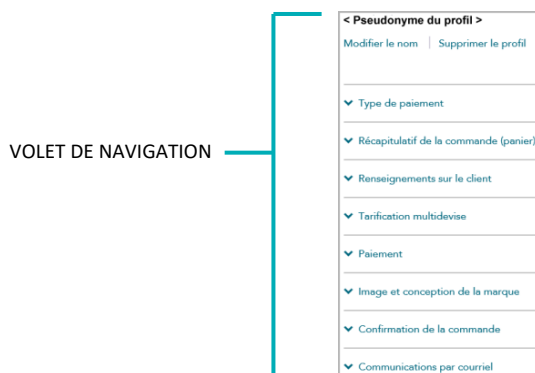 < Pseudonyme du profil >
Modifier le nom | Supprimer le profil
Type de paiement
VOLET DE NAVIGATION
Récapitulatif de la commande (panier)
Renseignements sur le client
Tarification multidevise
Paiement
Image et conception de la marque
Confirmation de la commande
Communications par courriel